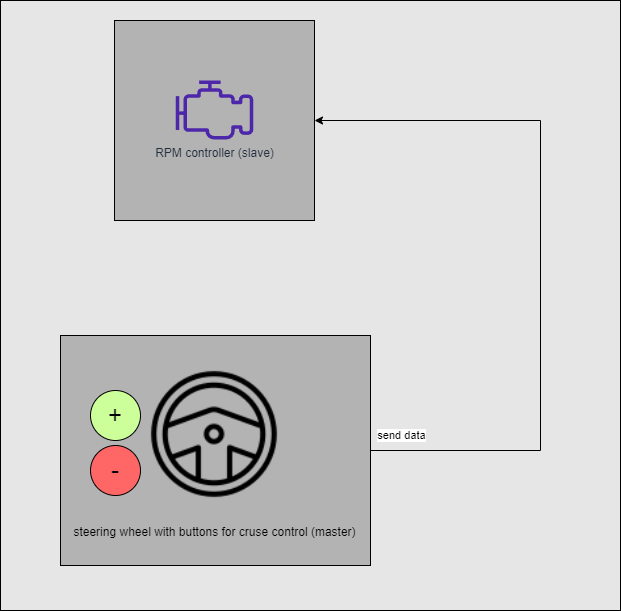 RPM controller (slave)
+
-
send data
steering wheel with buttons for cruse control (master)